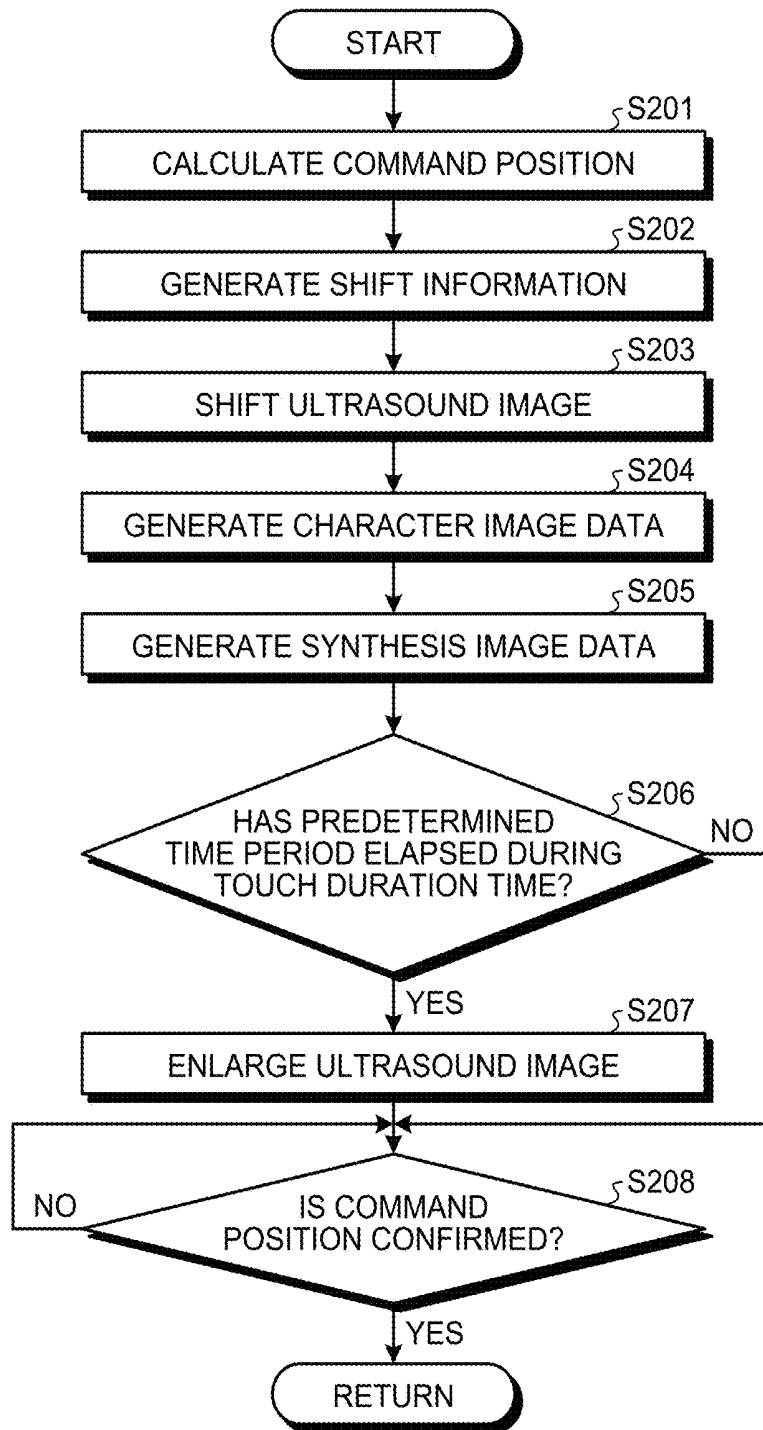 START
S201
CALCULATE COMMAND POSITION
S202
GENERATE SHIFT INFORMATION
S203
SHIFT ULTRASOUND IMAGE
S204
GENERATE CHARACTER IMAGE DATA
S205
GENERATE SYNTHESIS IMAGE DATA
S206
HAS PREDETERMINED
TIME PERIOD ELAPSED DURING
TOUCH DURATION TIME?
NO
YES
S207
ENLARGE ULTRASOUND IMAGE
S208
NO
IS COMMAND
POSITION CONFIRMED?
YES
RETURN